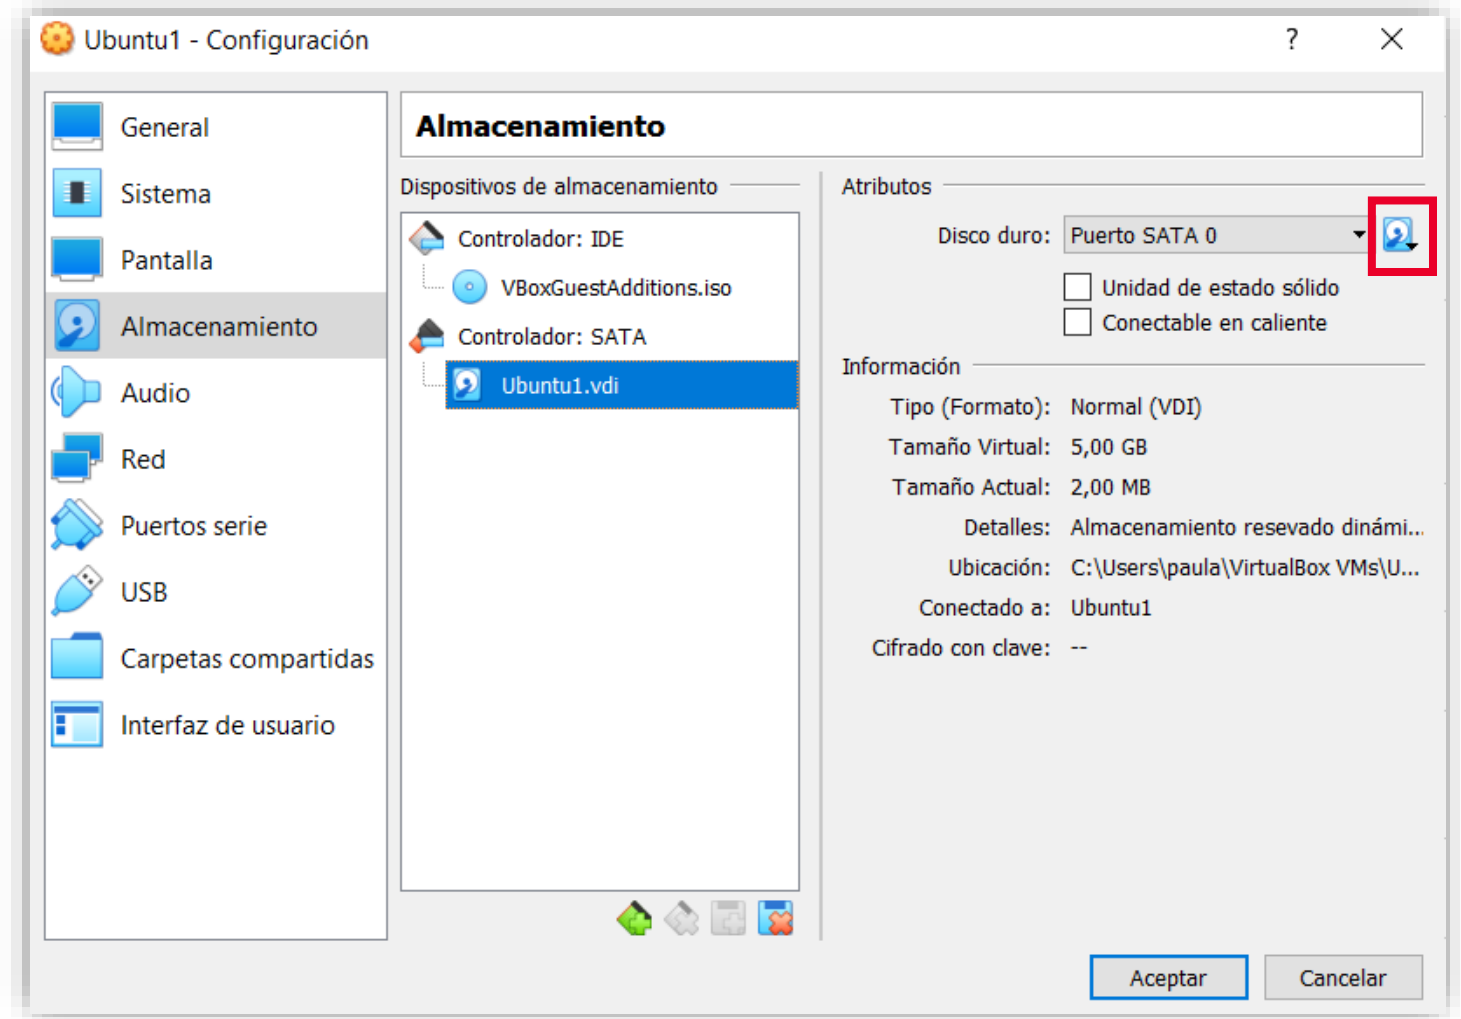 Ubuntu1 - Configuración
?
General
Sistema
Pantalla
Almacenamiento
Audio
Red
Puertos serie
USB
Carpetas compartidas
Interfaz de usuario
Almacenamiento
Dispositivos de almacenamiento
Controlador: IDE
VBoxGuestAdditions.iso
Controlador: SATA
Ubuntu1.vdi
Atributos
Disco duro: Puerto SATA 0
Unidad de estado sólido
Conectable en caliente
Información
Tipo (Formato): Normal (VDI)
Tamaño Virtual: 5,00 GB
Tamaño Actual: 2,00 MB
Detalles: Almacenamiento resevado dinámi...
Ubicación: C:\Users\paula\VirtualBox VMs\U...
Conectado a: Ubuntu1
Cifrado con clave: --
Aceptar Cancelar